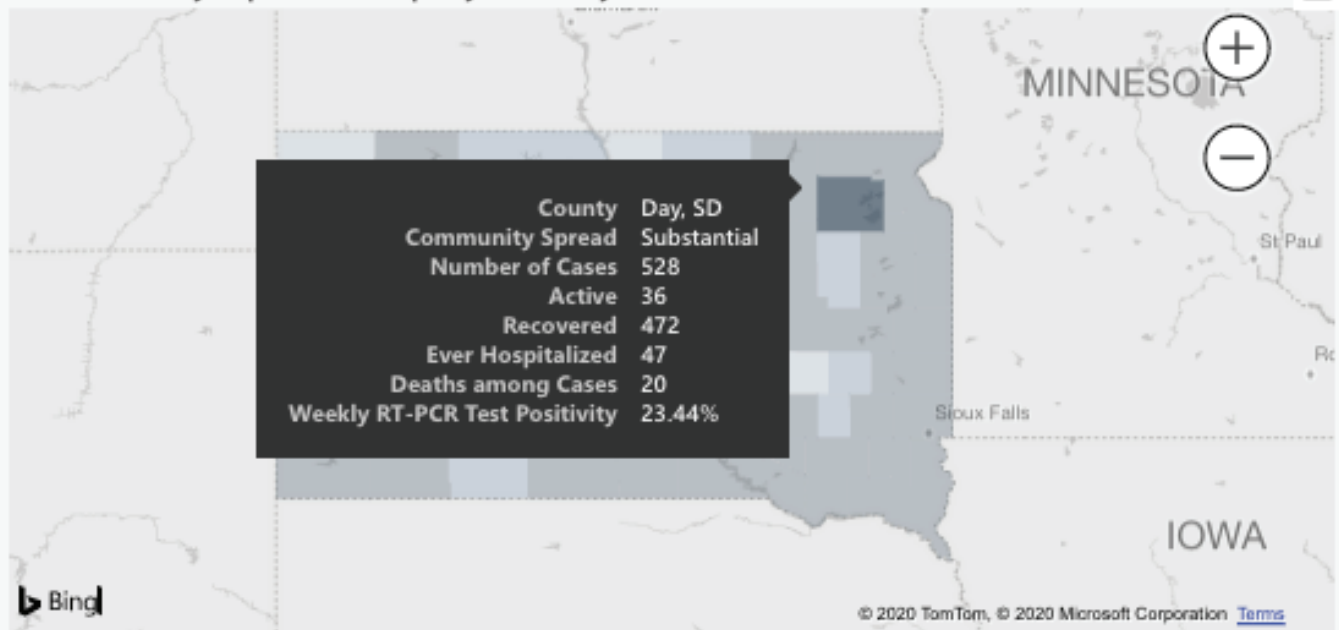 MINNESOTA
County Day, SD
Community Spread Substantial
Number of Cases 528
Active 36
Recovered 472
Ever Hospitalized 47
Deaths among Cases 20
Weekly RT-PCR Test Positivity 23.44%
St Paul
Sioux Falls
IOWA
Bing
© 2020 TomTom, © 2020 Microsoft Corporation Terms